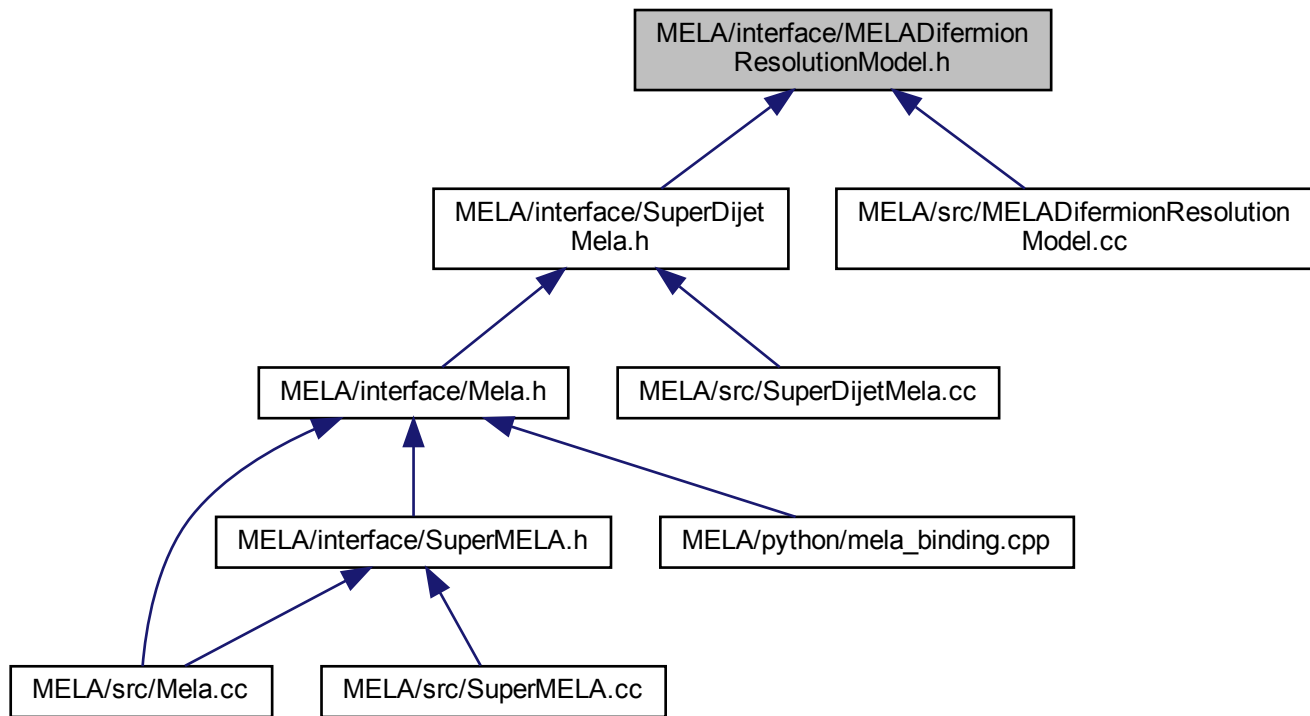 MELA/interface/MELADifermion
ResolutionModel.h
MELA/interface/SuperDijet
Mela.h
MELA/src/MELADifermionResolution
Model.cc
MELA/interface/Mela.h
MELA/src/SuperDijetMela.cc
MELA/interface/SuperMELA.h
MELA/python/mela_binding.cpp
MELA/src/Mela.cc
MELA/src/SuperMELA.cc